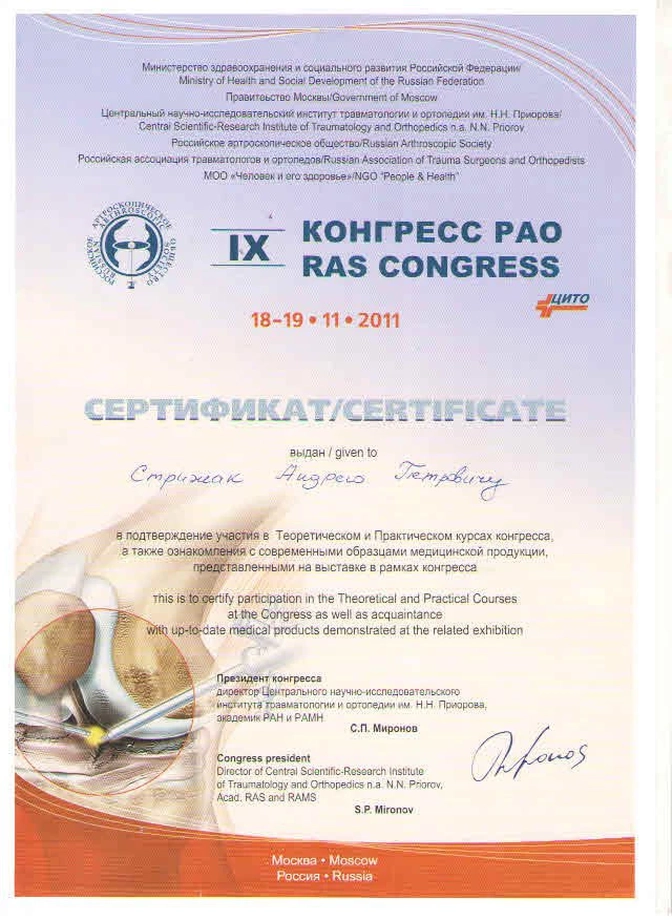 Министерство здравоохранения и социального развития Российской Федерации/
Ministry of Health and Social Development of the Russian Federation
Правитаьство Москвы/Government of Moscow
Центральный научно-исследовательский институт травматологии и ортопедии им. Н.Н. Приорова/
Central Scientific-Research Institute of Traumatology and Orthopedics n.a. N.N. Priorov
Российское артроскопическое общество/Russian Arthroscopic Society
Российская ассоциация травматологов и ортопедов/Russian Association of Trauma Surgeons and Orthopedists
МОО «Человек и его здоровье»/NGO "People & Health"
РОССИЙСКОЕ АРТРОСКОПИЧЕСКОЕ ОБЩЕСТВО
RUSSIAN ARTHROSCOPIC SOCIETY
IX
КОНГРЕСС РАО
RAS CONGRESS
ЦИТО
18-19 • 11 • 2011
СЕРТИФИКАТ/CERTIFICATE
выдан / given to
Стрижак Андрею Петровичу
в подтверждение участия в Теоретическом и Практическом курсах конгресса,
а также ознакомления с современными образцами медицинской продукции,
представленными на выставке в рамках конгресса
this is to certify participation in the Theoretical and Practical Courses
at the Congress as well as acquaintance
with up-to-date medical products demonstrated at the related exhibition
Президент конгресса
директор Центрального научно-исследовательского
института травматологии и ортопедии им. Н.Н. Приорова,
академик РАН и РАМН
С.П. Миронов
Congress president
Director of Central Scientific-Research Institute
of Traumatology and Orthopedics n.a. N.N. Priorov,
Acad. RAS and RAMS
S.P. Mironov
Москва • Moscow
Россия • Russia